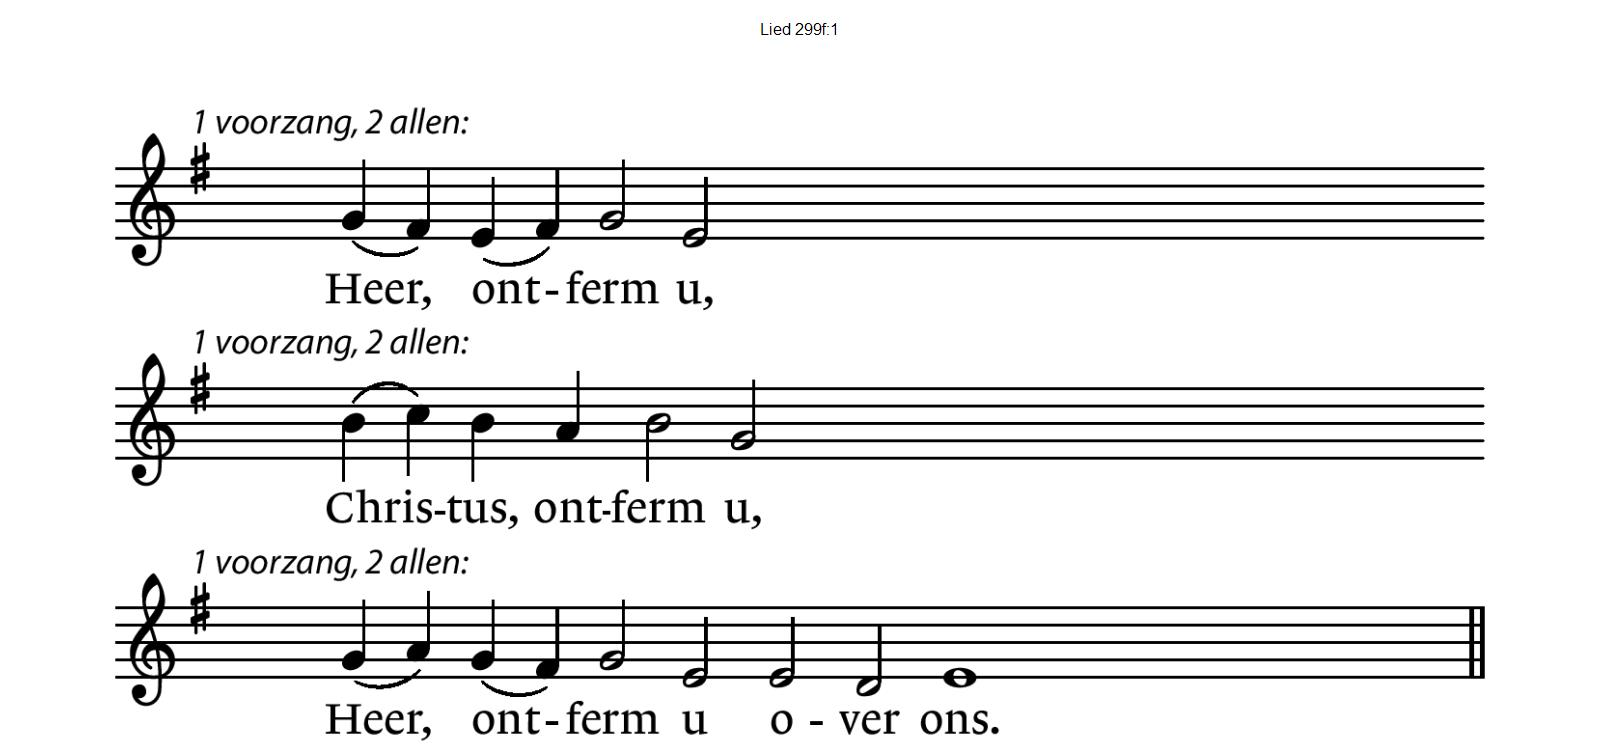 Lied 299f:1
1 voorzang, 2 allen:
Heer, ont-ferm u,
1 voorzang, 2 allen:
Chris-tus, ont-ferm u,
1 voorzang, 2 allen:
Heer, ont-ferm u o-ver ons.